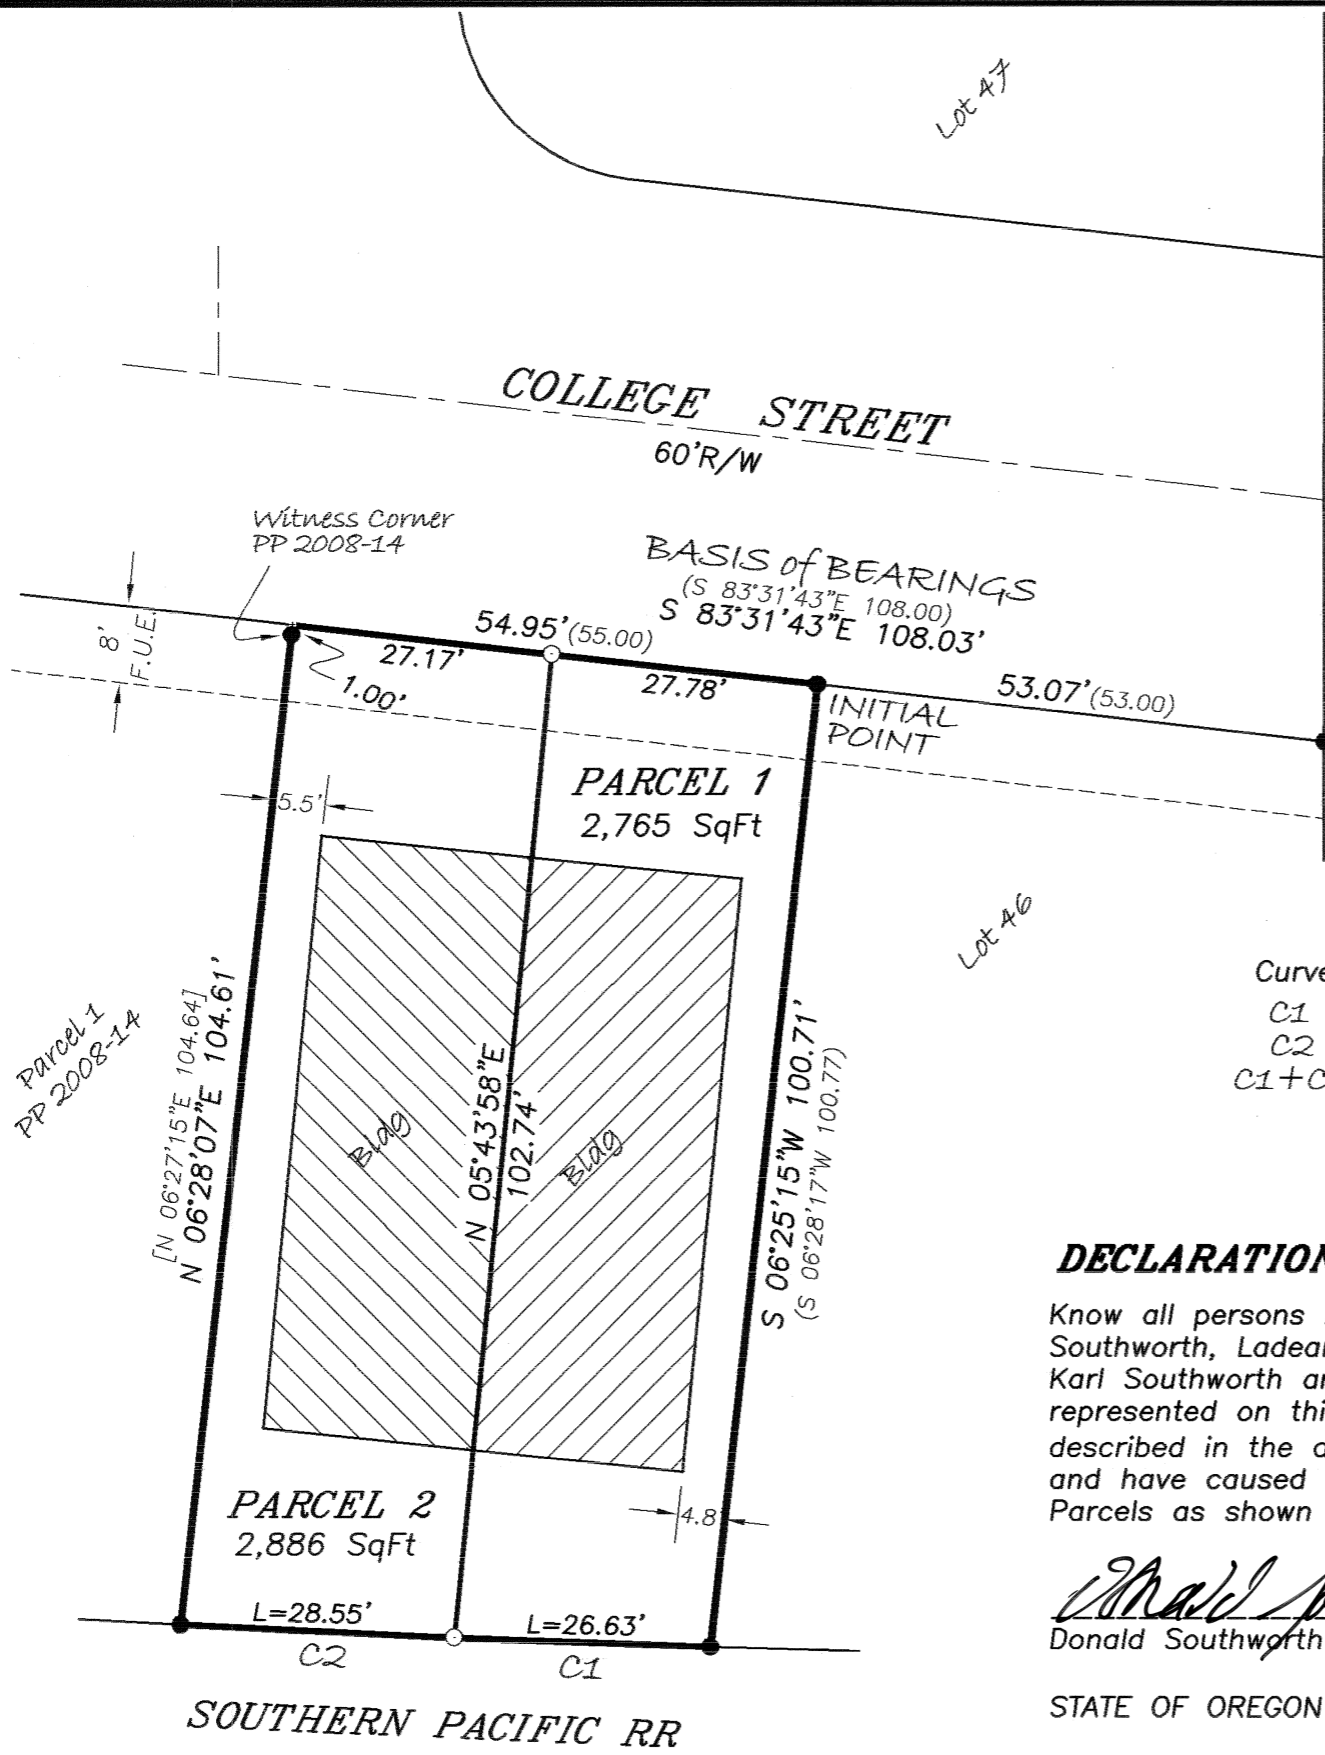 Lot 47
COLLEGE STREET
60'R/W
Witness Corner
PP 2008-14
BASIS of BEARINGS
(S 83°31'43"E 108.00)
S 83°31'43"E 108.03'
8'
F.U.E.
54.95'(55.00)
27.17'
1.00'
27.78'
53.07'(53.00)
INITIAL
POINT
PARCEL 1
2,765 SqFt
5.5'
Lot 46
Parcel 1
PP 2008-14
[N 06°27'15"E 104.64]
N 06°28'07"E 104.61'
Bldg
N 05°43'58"E
102.74'
Bldg
S 06°25'15"W 100.71'
(S 06°28'17"W 100.77)
Curve
C1
C2
C1+C
PARCEL 2
2,886 SqFt
4.8
L=28.55'
C2
L=26.63'
C1
SOUTHERN PACIFIC RR
DECLARATION
Know all persons
Southworth, Ladea
Karl Southworth a
represented on thi
described in the
and have caused
Parcels as shown
Donald Southworth
STATE OF OREGON